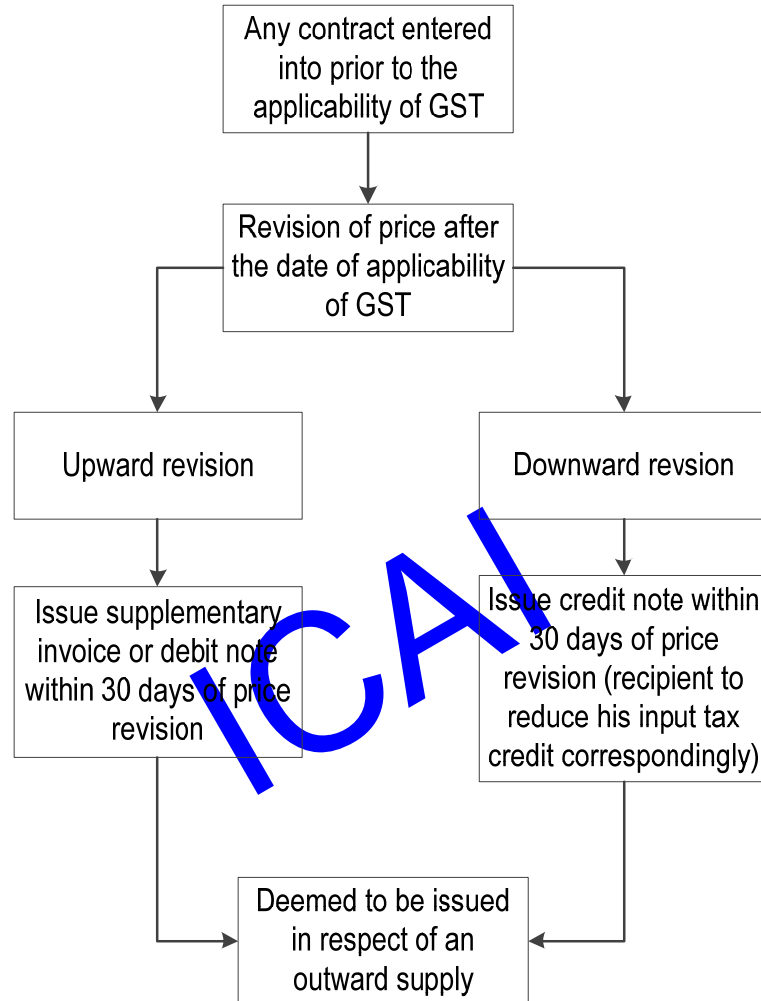 Any contract entered
into prior to the
applicability of GST
Revision of price after
the date of applicability
of GST
Upward revision
Downward revsion
Issue supplementary
invoice or debit note
within 30 days of price
revision
Issue credit note within
30 days of price
revision (recipient to
reduce his input tax
credit correspondingly)
ICAI
Deemed to be issued
in respect of an
outward supply